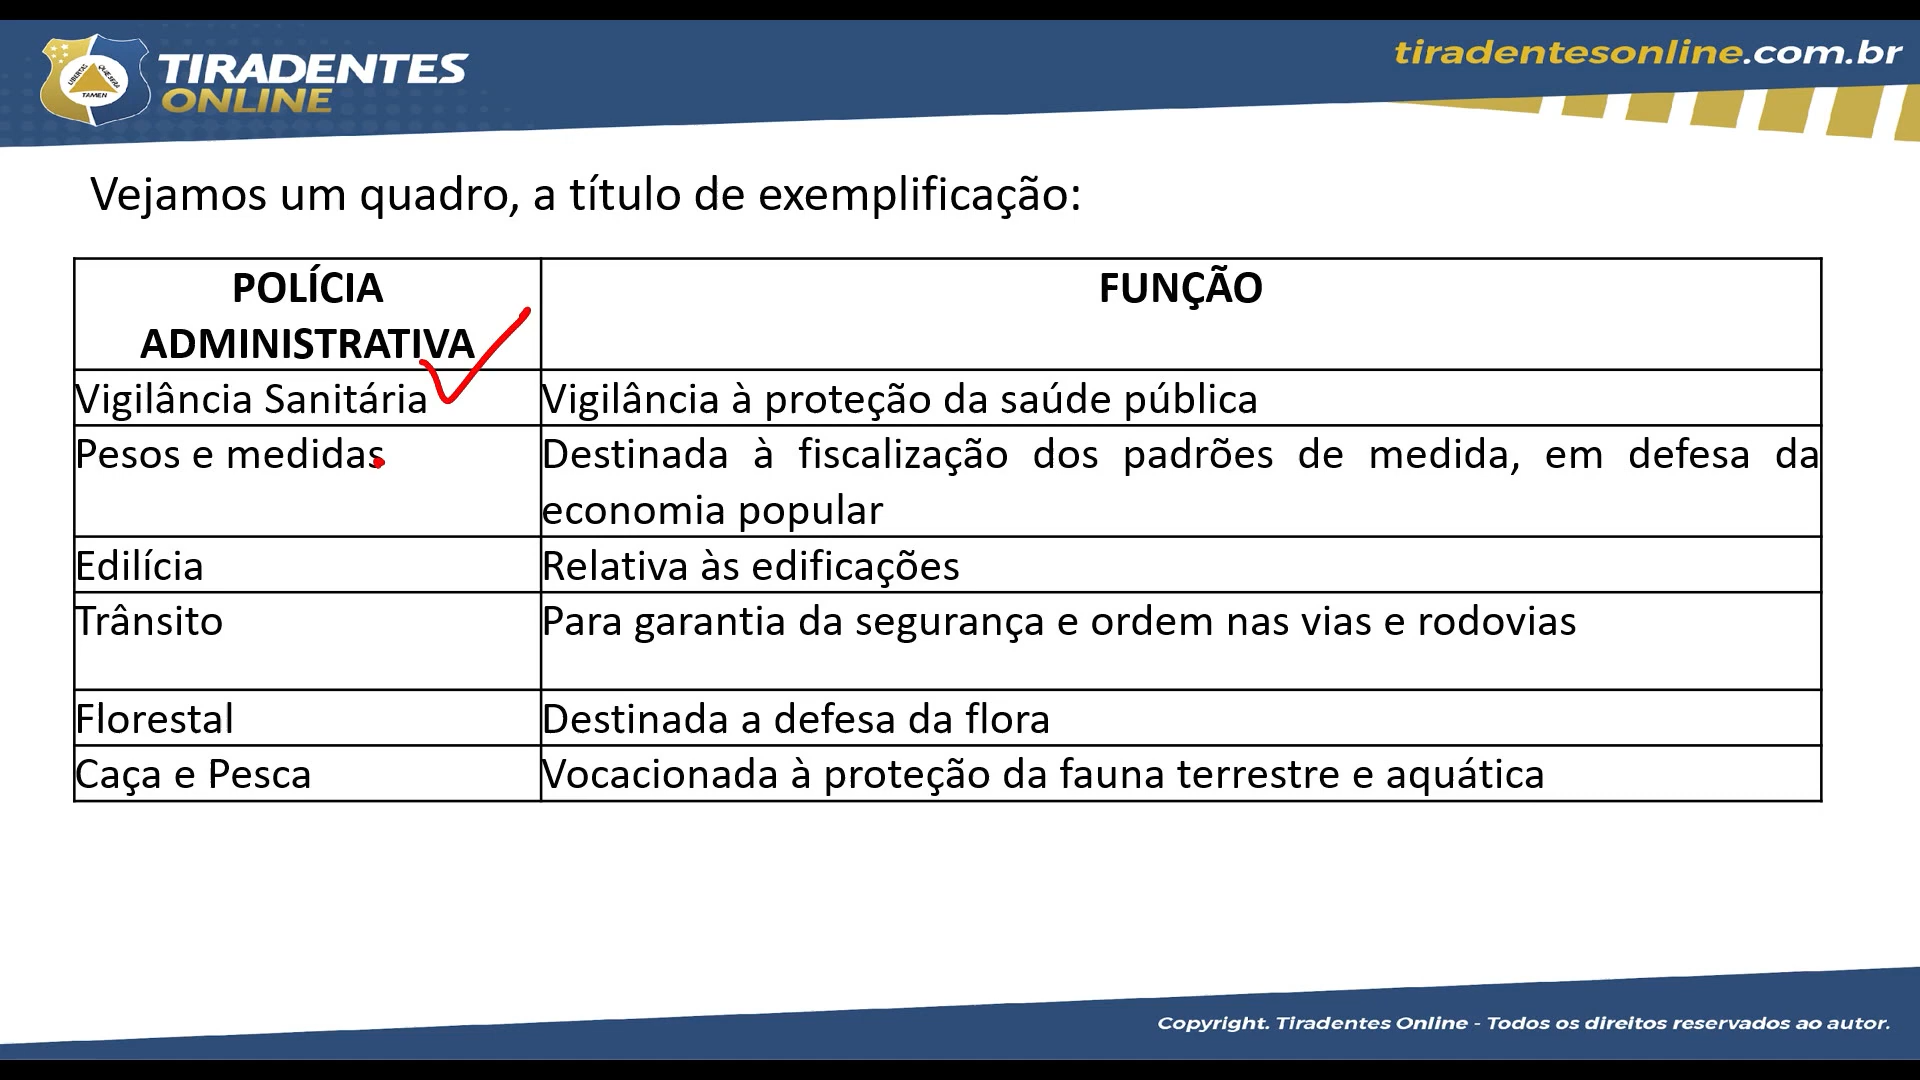 TIRADENTES
ONLINE
LIBERTAS
TAMEN
tiradentesonline.com.br
Vejamos um quadro, a título de exemplificação:
POLÍCIA
ADMINISTRATIVA
FUNÇÃO
Vigilância Sanitária
Vigilância à proteção da saúde pública
Pesos e medidas
Destinada à fiscalização dos padrões de medida, em defesa da
economia popular
Edilícia
Relativa às edificações
Trânsito
Para garantia da segurança e ordem nas vias e rodovias
Florestal
Destinada a defesa da flora
Caça e Pesca
Vocacionada à proteção da fauna terrestre e aquática
Copyright. Tiradentes Online - Todos os direitos reservados ao autor.